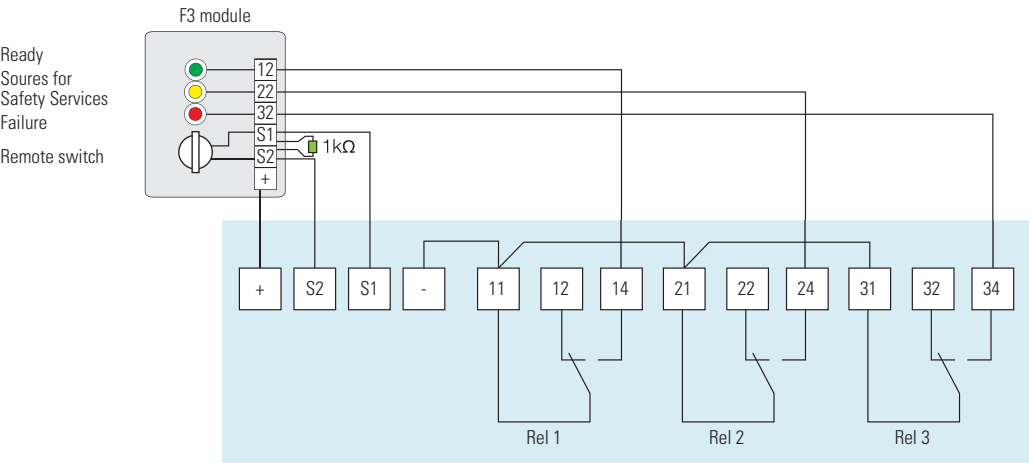 F3 module
Ready
Soures for
Safety Services
Failure
Remote switch
12
22
32
S1
S2
+
1kΩ
+ S2 S1 - 11 12 14 21 22 24 31 32 34
Rel 1 Rel 2 Rel 3